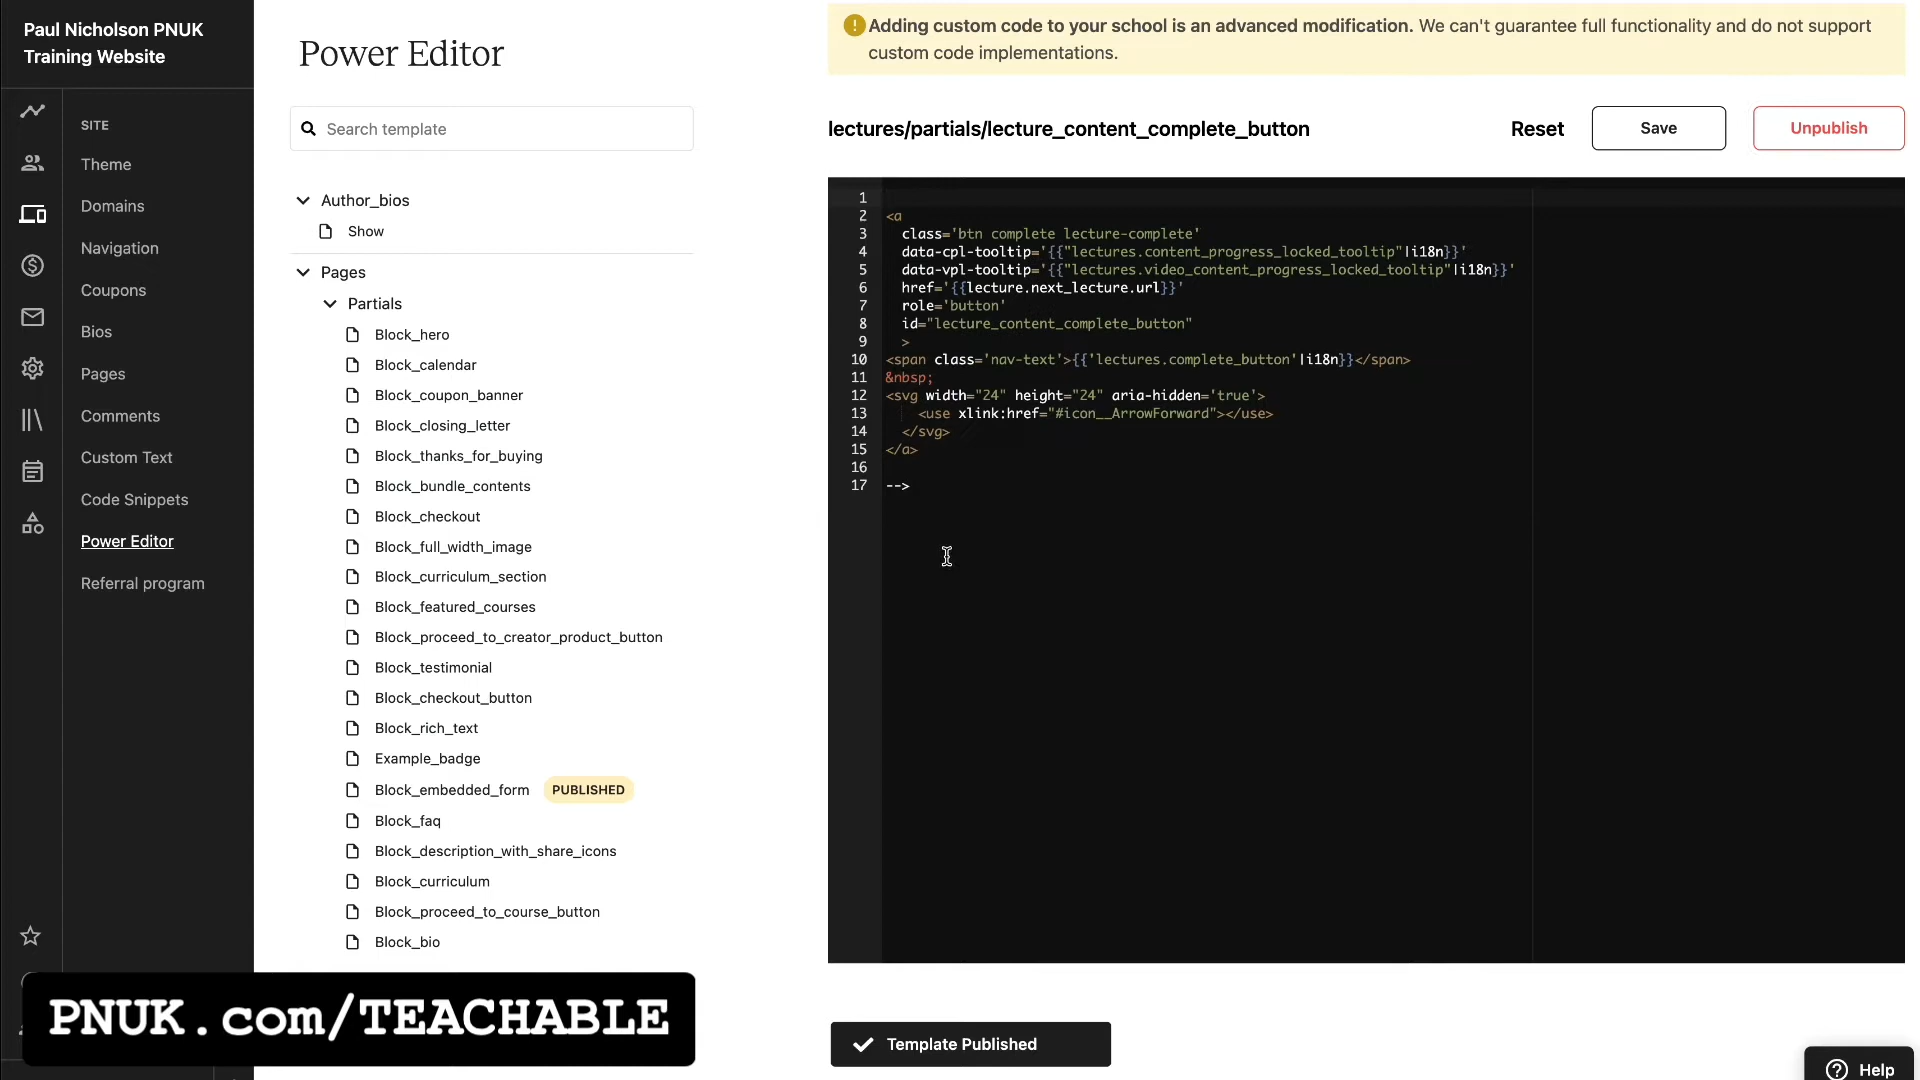 Paul Nicholson PNUK
Training Website
SITE
Theme
Domains
Navigation
Coupons
Bios
Pages
Comments
Custom Text
Code Snippets
Power Editor
Referral program
Power Editor
Search template
Author_bios
Show
Pages
Partials
Block_hero
Block_calendar
Block_coupon_banner
Block_closing_letter
Block_thanks_for_buying
Block_bundle_contents
Block_checkout
Block_full_width_image
Block_curriculum_section
Block_featured_courses
Block_proceed_to_creator_product_button
Block_testimonial
Block_checkout_button
Block_rich_text
Example_badge
Block_embedded_form PUBLISHED
Block_faq
Block_description_with_share_icons
Block_curriculum
Block_proceed_to_course_button
Block_bio
PNUK.com/TEACHABLE
Adding custom code to your school is an advanced modification. We can't guarantee full functionality and do not support
custom code implementations.
lectures/partials/lecture_content_complete_button Reset Save Unpublish
1
2 <a
3 class='btn complete lecture-complete'
4 data-cpl-tooltip='{{"lectures.content_progress_locked_tooltip"|i18n}}'
5 data-vpl-tooltip='{{"lectures.video_content_progress_locked_tooltip"|i18n}}'
6 href='{{lecture.next_lecture.url}}'
7 role='button'
8 id="lecture_content_complete_button"
9 >
10 <span class='nav-text'>{{'lectures.complete_button'|i18n}}</span>
11 &nbsp;
12 <svg width="24" height="24" aria-hidden='true'>
13 <use xlink:href="#icon__ArrowForward"></use>
14 </svg>
15 </a>
16
17 -->
Template Published
Help